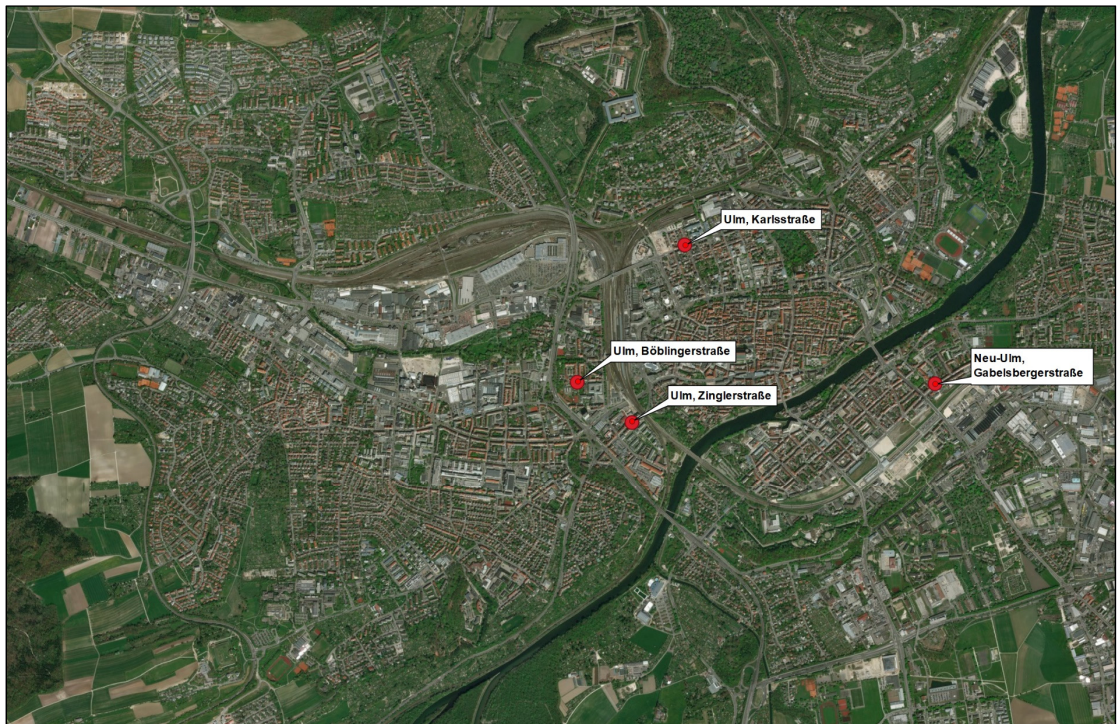 Ulm, Karlsstraße
Ulm, Böblingerstraße
Neu-Ulm,
Gabelsbergerstraße
Ulm, Zinglerstraße